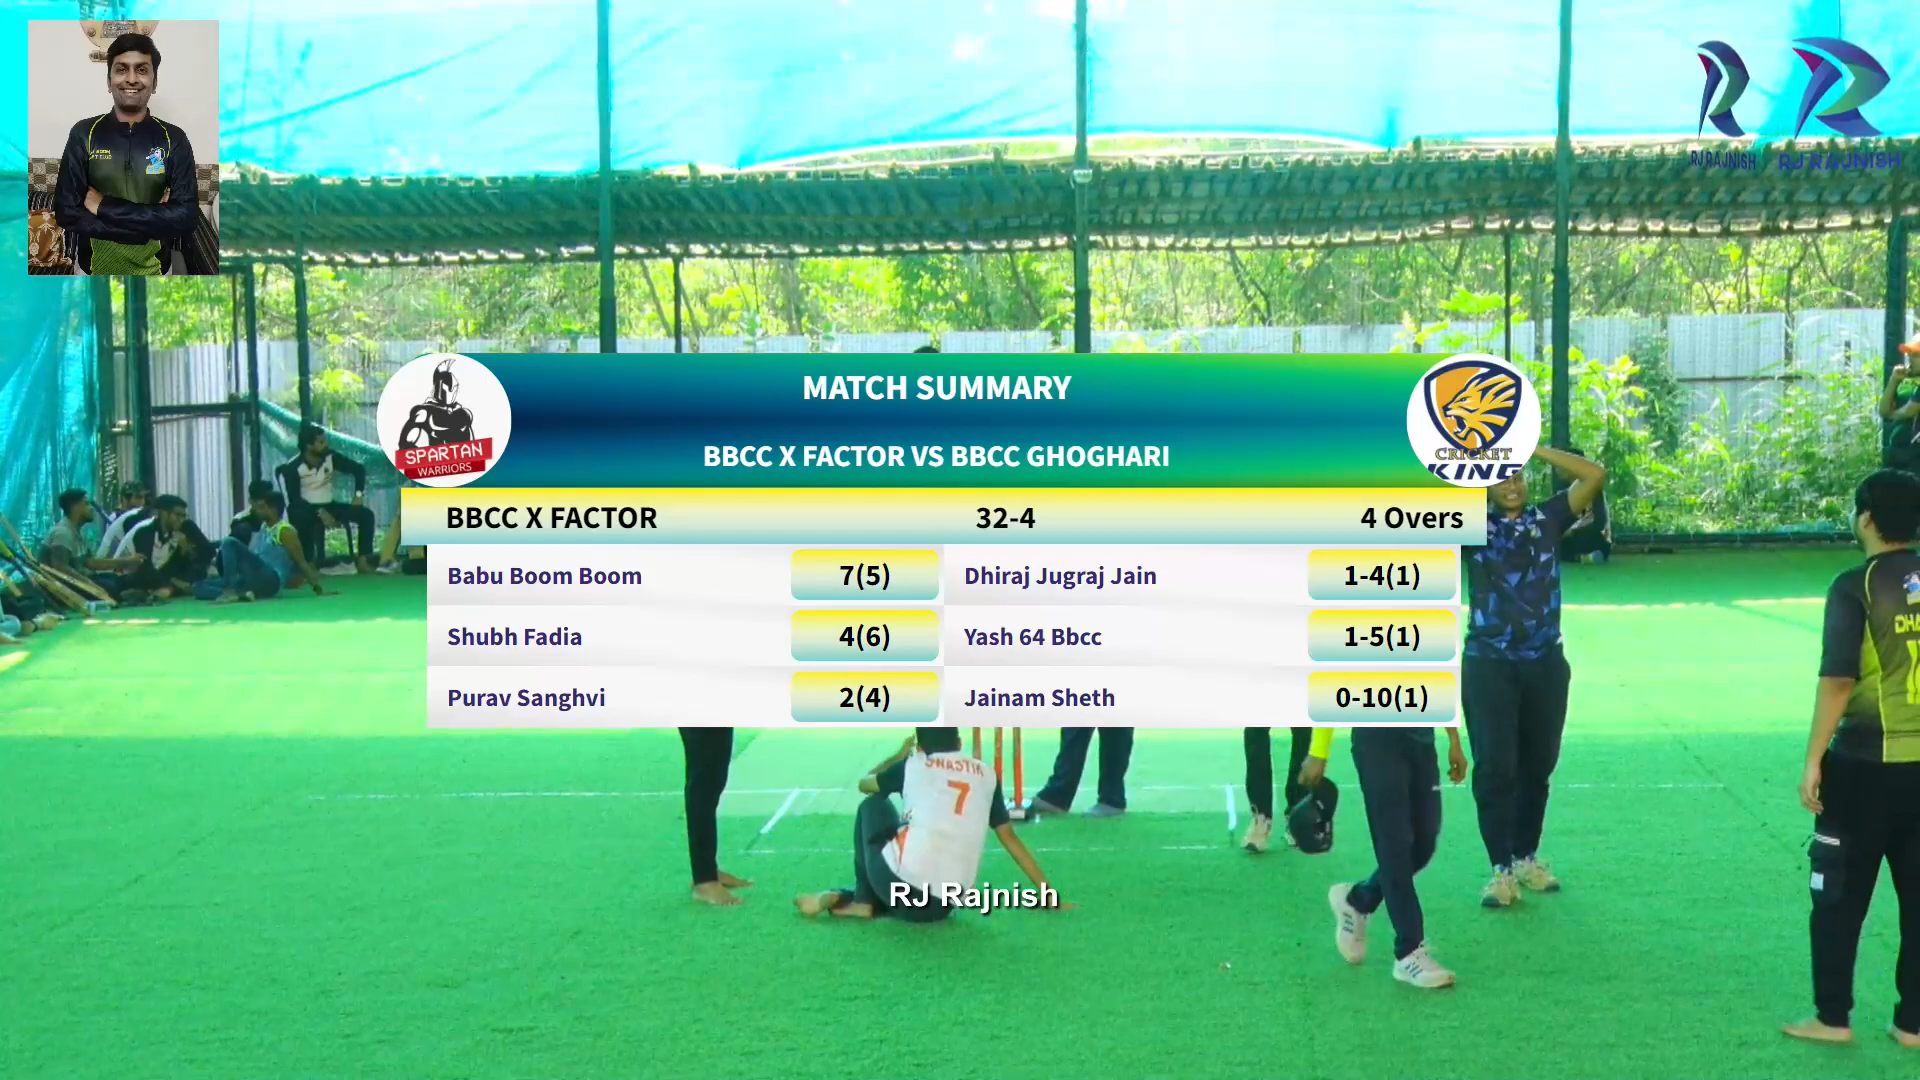 RJ RAJNISH
RJ RAJNISH
MATCH SUMMARY
SPARTAN
WARRIORS
BBCC X FACTOR VS BBCC GHOGHARI
CRICKET
KING
BBCC X FACTOR 32-4 4 Overs
Babu Boom Boom 7(5) Dhiraj Jugraj Jain 1-4(1)
Shubh Fadia 4(6) Yash 64 Bbcc 1-5(1)
Purav Sanghvi 2(4) Jainam Sheth 0-10(1)
7
RJ Rajnish